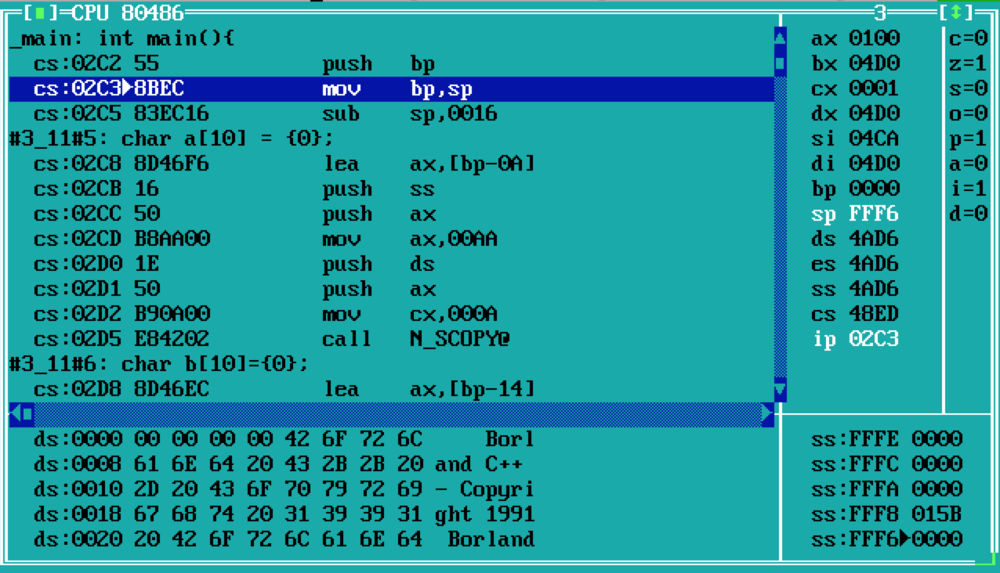 [■]=CPU 80486 3 [↕]
_main: int main(){
cs:02C2 55 push bp
cs:02C3▶8BEC mov bp,sp
cs:02C5 83EC16 sub sp,0016
#3_11#5: char a[10] = {0};
cs:02C8 8D46F6 lea ax,[bp-0A]
cs:02CB 16 push ss
cs:02CC 50 push ax
cs:02CD B8AA00 mov ax,00AA
cs:02D0 1E push ds
cs:02D1 50 push ax
cs:02D2 B90A00 mov cx,000A
cs:02D5 E84202 call N_SCOPY@
#3_11#6: char b[10]={0};
cs:02D8 8D46EC lea ax,[bp-14]
ax 0100 c=0
bx 04D0 z=1
cx 0001 s=0
dx 04D0 o=0
si 04CA p=1
di 04D0 a=0
bp 0000 i=1
sp FFF6 d=0
ds 4AD6
es 4AD6
ss 4AD6
cs 48ED
ip 02C3
ds:0000 00 00 00 00 42 6F 72 6C Borl
ds:0008 61 6E 64 20 43 2B 2B 20 and C++
ds:0010 2D 20 43 6F 70 79 72 69 - Copyri
ds:0018 67 68 74 20 31 39 39 31 ght 1991
ds:0020 20 42 6F 72 6C 61 6E 64 Borland
ss:FFFE 0000
ss:FFFC 0000
ss:FFFA 0000
ss:FFF8 015B
ss:FFF6▶0000